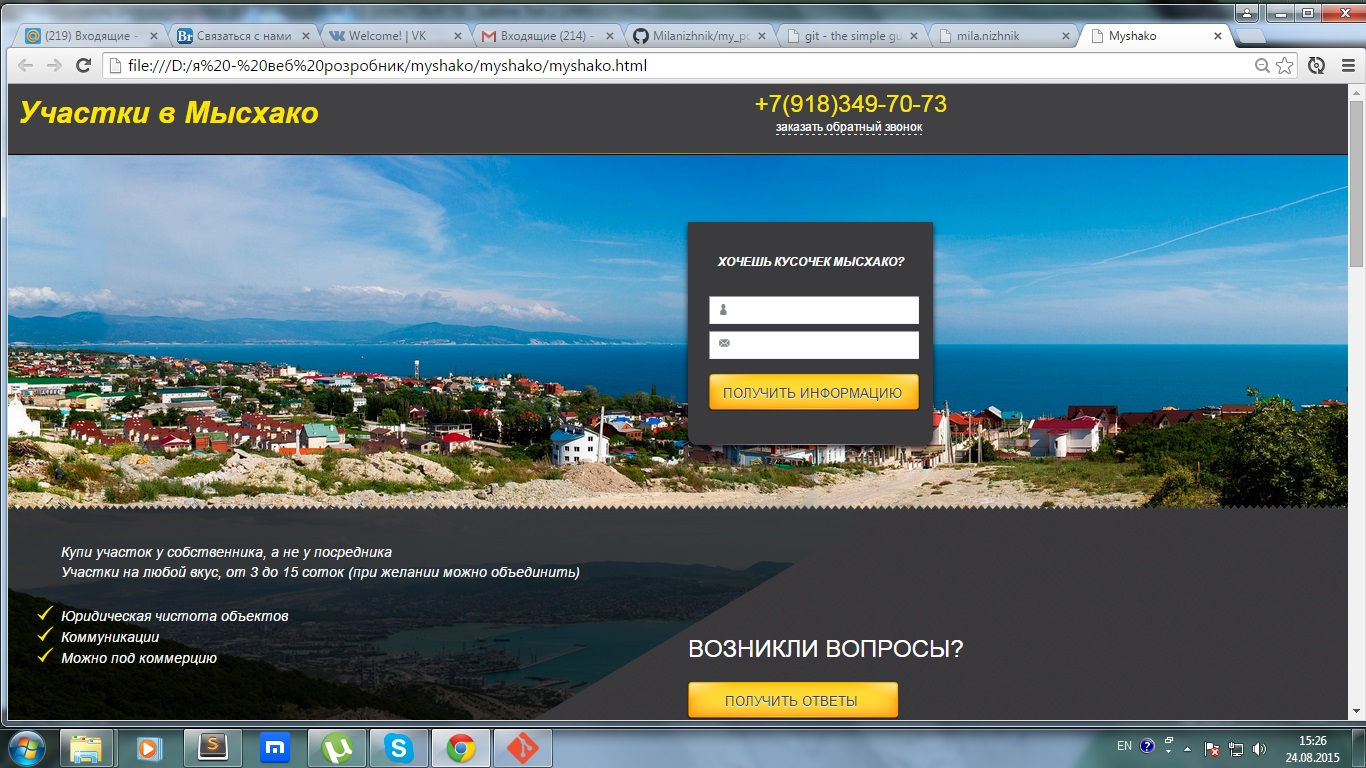 (219) Входящие -
Br Связаться с нами
Welcome! | VK
Входящие (214) -
Milanizhnik/my_po
git - the simple gu
mila.nizhnik
Myshako
file:///D:/я%20-%20веб%20розробник/myshako/myshako/myshako.html
Участки в Мысхако
+7(918)349-70-73
заказать обратный звонок
ХОЧЕШЬ КУСОЧЕК МЫСХАКО?
ПОЛУЧИТЬ ИНФОРМАЦИЮ
Купи участок у собственника, а не у посредника
Участки на любой вкус, от 3 до 15 соток (при желании можно объединить)
Юридическая чистота объектов
Коммуникации
Можно под коммерцию
ВОЗНИКЛИ ВОПРОСЫ?
ПОЛУЧИТЬ ОТВЕТЫ
EN
15:26
24.08.2015